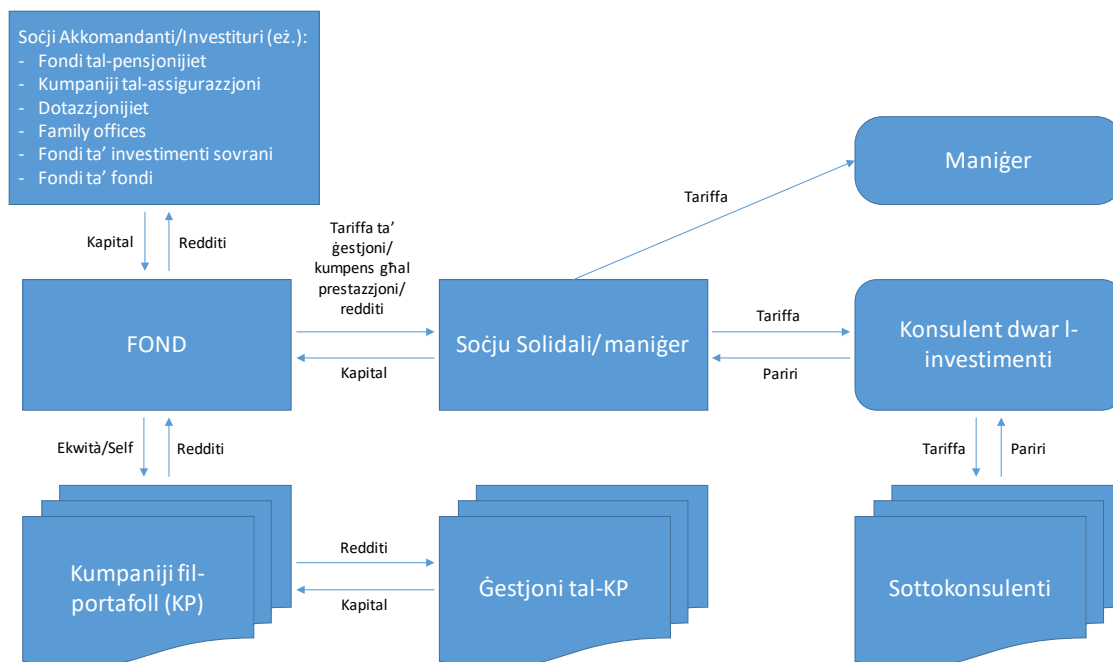 Soċji Akkomandanti/Investituri (eż.):
- Fondi tal-pensjonijiet
- Kumpaniji tal-assigurazzjoni
- Dotazzjonijiet
- Family offices
- Fondi ta’ investimenti sovrani
- Fondi ta’ fondi
Maniġer
Tariffa
Kapital
Redditi
Tariffa ta’
ġestjoni/
kumpens għal
prestazzjoni/
redditi
FOND
Kapital
Soċju Solidali/maniġer
Tariffa
Pariri
Konsulent dwar l-
investimenti
Ekwità/Self
Redditi
Tariffa
Pariri
Kumpaniji fil-
portafoll (KP)
Redditi
Kapital
Ġestjoni tal-KP
Sottokonsulenti